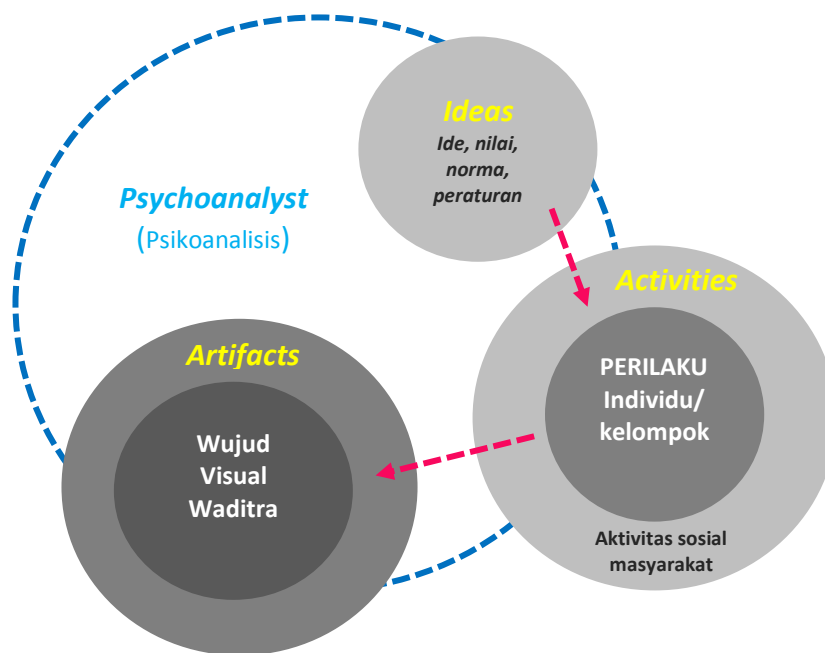 Ideas
Ide, nilai,
norma,
peraturan
Psychoanalyst
(Psikoanalisis)
Activities
PERILAKU
Individu/
kelompok
Aktivitas sosial
masyarakat
Artifacts
Wujud
Visual
Waditra